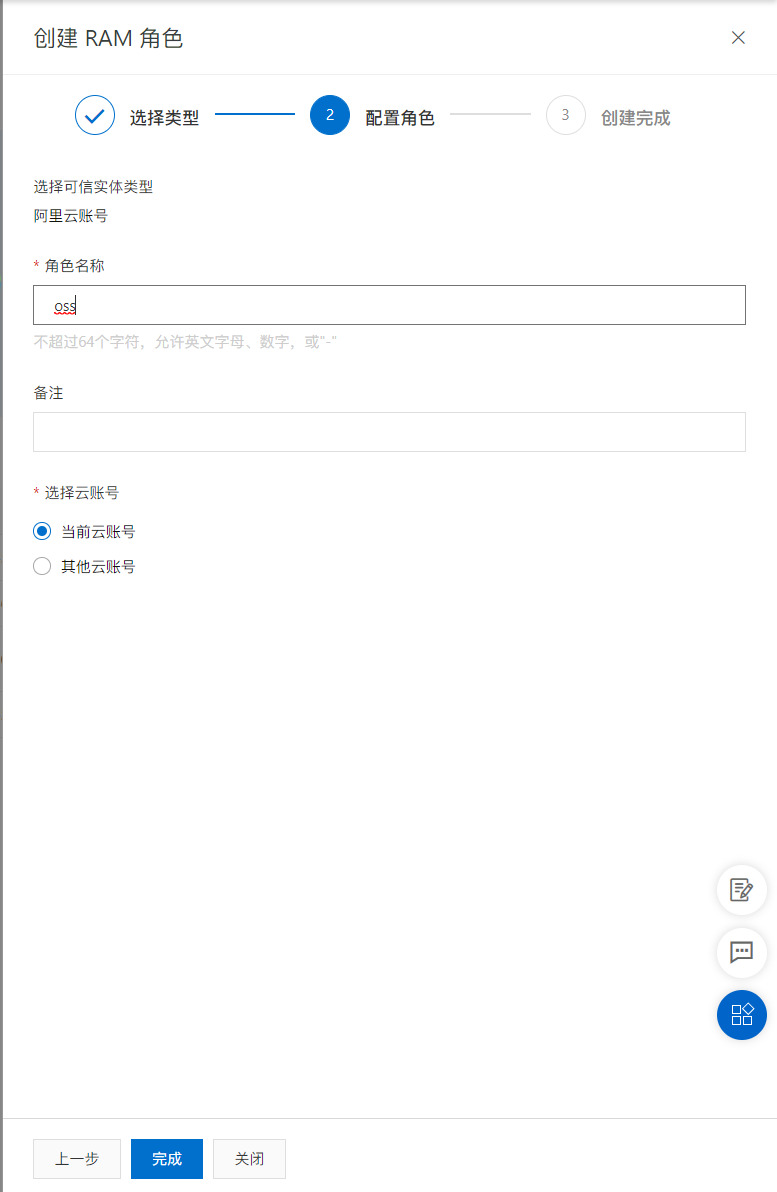 创建 RAM 角色
选择类型 2 配置角色 3 创建完成
选择可信实体类型
阿里云账号
* 角色名称
oss
不超过64个字符，允许英文字母、数字，或"-"
备注
* 选择云账号
当前云账号
其他云账号
上一步 完成 关闭